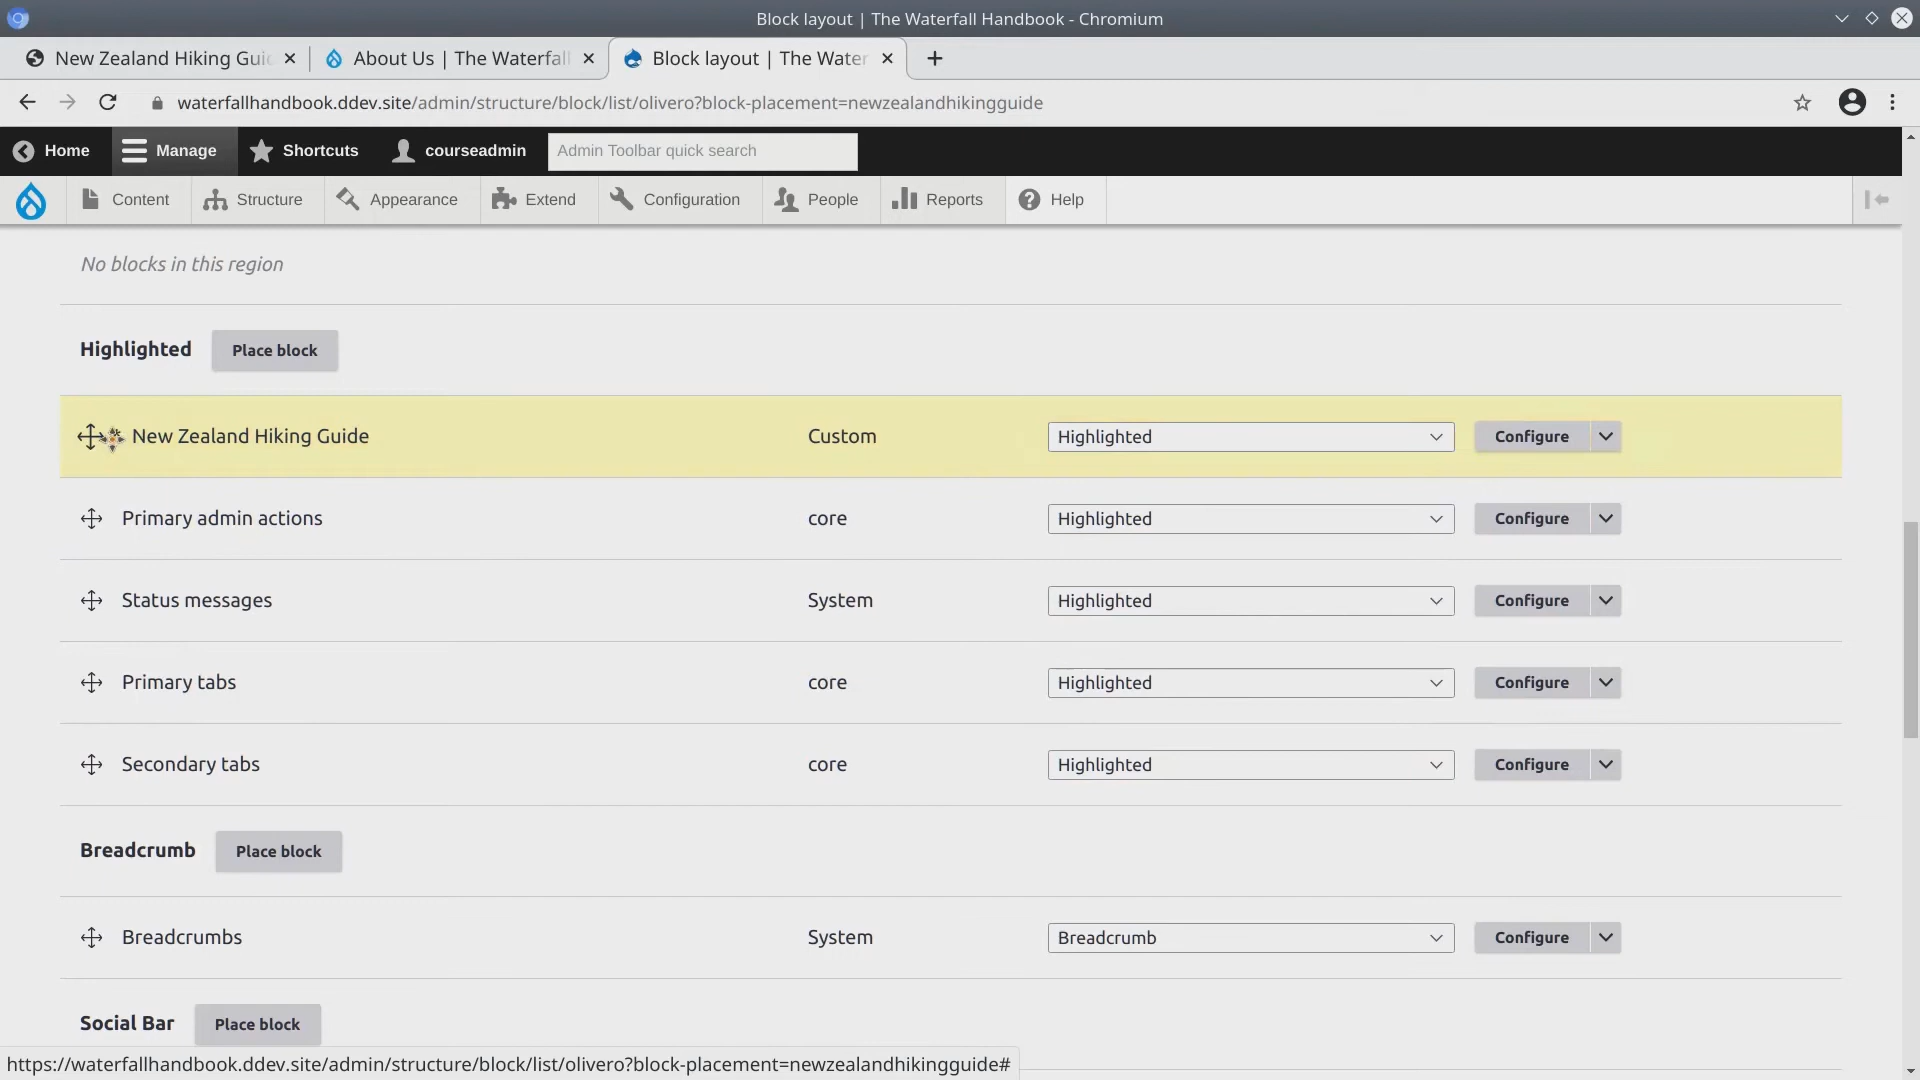 Block layout | The Waterfall Handbook - Chromium
New Zealand Hiking Guid
About Us | The Waterfall
Block layout | The Water
waterfallhandbook.ddev.site/admin/structure/block/list/olivero?block-placement=newzealandhikingguide
Home
Manage
Shortcuts
courseadmin
Admin Toolbar quick search
Content
Structure
Appearance
Extend
Configuration
People
Reports
Help
No blocks in this region
Highlighted Place block
New Zealand Hiking Guide Custom Highlighted Configure
Primary admin actions core Highlighted Configure
Status messages System Highlighted Configure
Primary tabs core Highlighted Configure
Secondary tabs core Highlighted Configure
Breadcrumb Place block
Breadcrumbs System Breadcrumb Configure
Social Bar Place block
https://waterfallhandbook.ddev.site/admin/structure/block/list/olivero?block-placement=newzealandhikingguide#